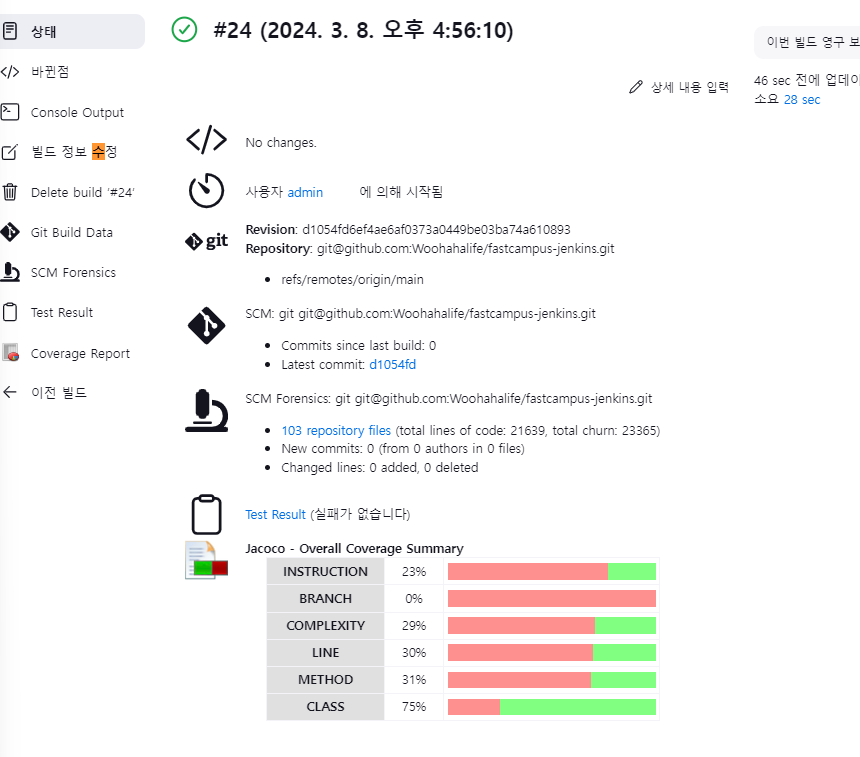 상태
바뀐점
Console Output
빌드 정보 수정
Delete build '#24'
Git Build Data
SCM Forensics
Test Result
Coverage Report
이전 빌드
#24 (2024. 3. 8. 오후 4:56:10)
이번 빌드 영구 보
상세 내용 입력
46 sec 전에 업데이
소요 28 sec
No changes.
사용자 admin 에 의해 시작됨
git
Revision: d1054fd6ef4ae6af0373a0449be03ba74a610893
Repository: git@github.com:Woohahalife/fastcampus-jenkins.git
refs/remotes/origin/main
SCM: git git@github.com:Woohahalife/fastcampus-jenkins.git
Commits since last build: 0
Latest commit: d1054fd
SCM Forensics: git git@github.com:Woohahalife/fastcampus-jenkins.git
103 repository files (total lines of code: 21639, total churn: 23365)
New commits: 0 (from 0 authors in 0 files)
Changed lines: 0 added, 0 deleted
Test Result (실패가 없습니다)
Jacoco - Overall Coverage Summary
INSTRUCTION 23%
BRANCH 0%
COMPLEXITY 29%
LINE 30%
METHOD 31%
CLASS 75%